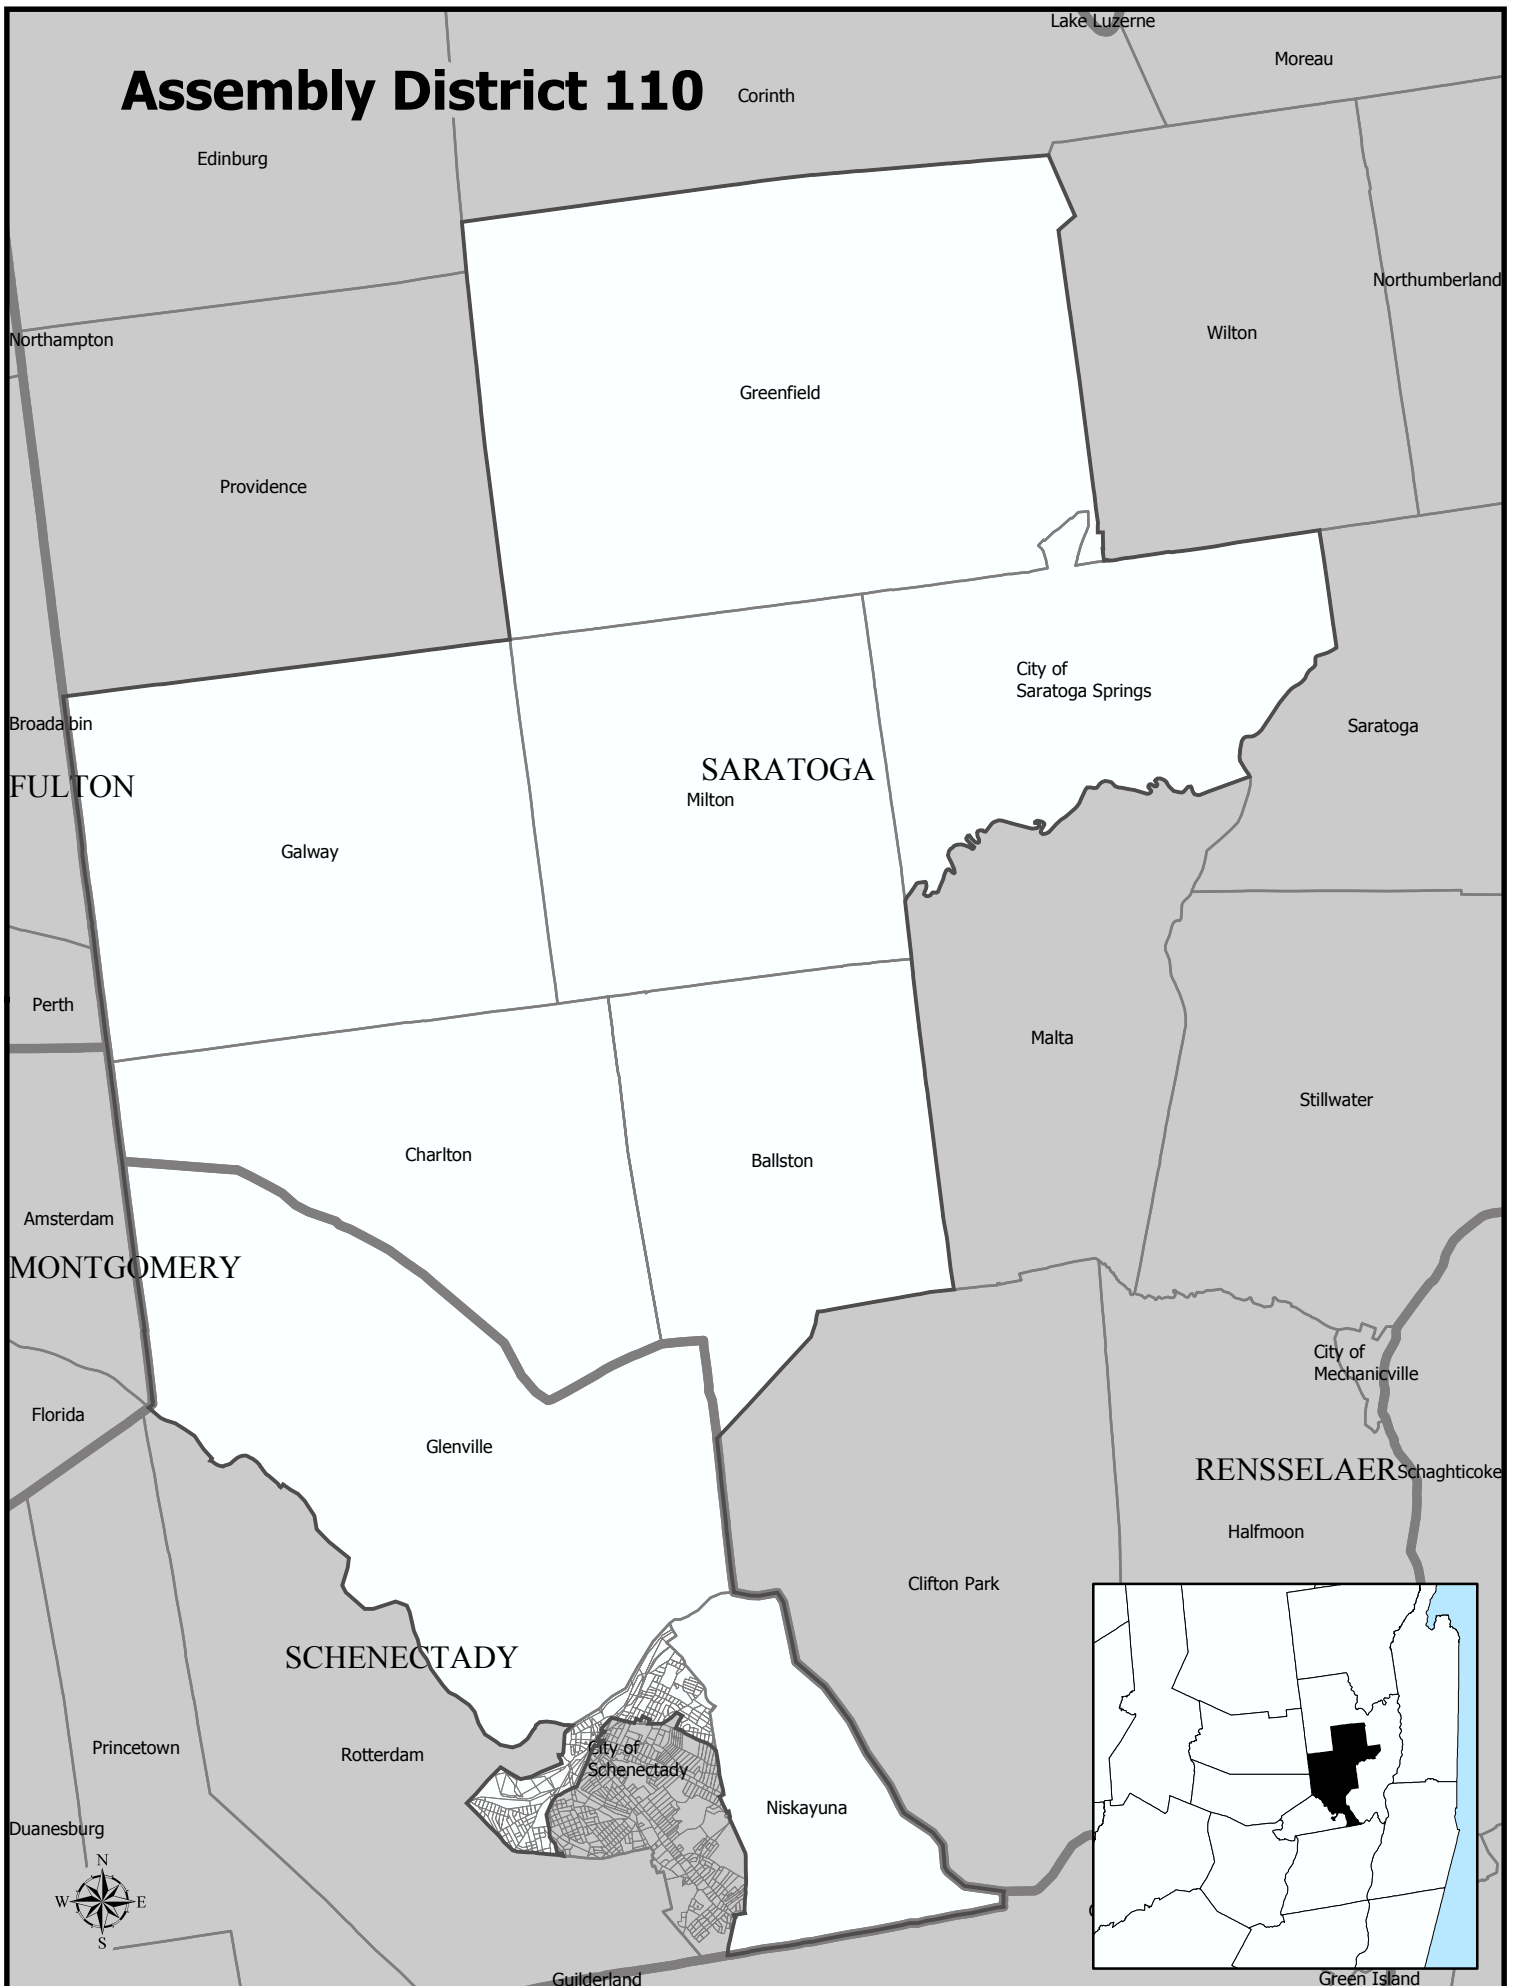 Lake Luzerne
Moreau
Assembly District 110
Corinth
Edinburg
Northumberland
Wilton
Northampton
Greenfield
Providence
City of
Saratoga Springs
Broadalbin
Saratoga
SARATOGA
FULTON
Milton
Galway
Perth
Malta
Stillwater
Charlton
Ballston
Amsterdam
MONTGOMERY
City of
Mechanicville
Florida
Glenville
RENSSELAER
Schaghticoke
Halfmoon
Clifton Park
SCHENECTADY
Princetown
Rotterdam
City of
Schenectady
Niskayuna
Duanesburg
N
W
E
S
Guilderland
Green Island